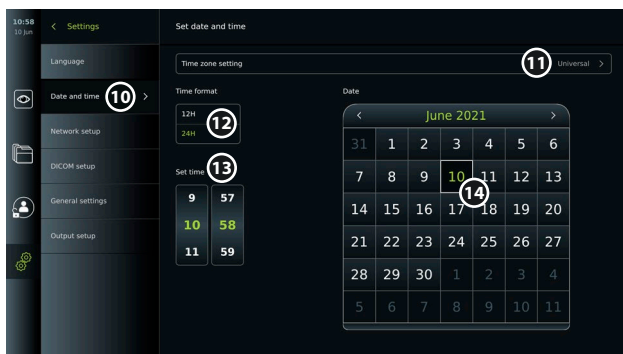 10:58
10 Jun
Settings
Language
Date and time 10
Network setup
DICOM setup
General settings
Output setup
Set date and time
Time zone setting 11 Universal
Time format
12H
24H
12
Set time 13
9 57
10 58
11 59
Date
June 2021
31 1 2 3 4 5 6
7 8 9 10 11 12 13
14
14 15 16 17 18 19 20
21 22 23 24 25 26 27
28 29 30 1 2 3 4
5 6 7 8 9 10 11